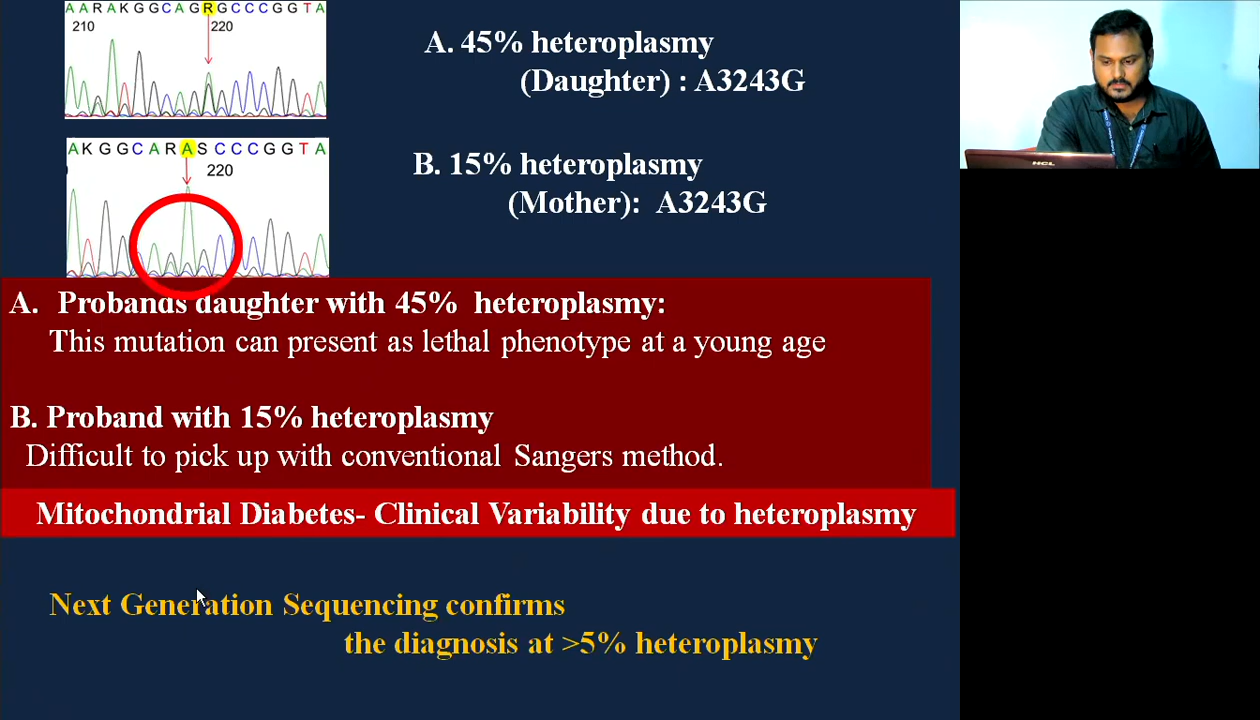 AARAKGGCAGRGCCCGGTA
210
220
A. 45% heteroplasmy
(Daughter) : A3243G
AKGGCARASCCCGGTA
220
B. 15% heteroplasmy
(Mother): A3243G
A. Probands daughter with 45% heteroplasmy:
This mutation can present as lethal phenotype at a young age
B. Proband with 15% heteroplasmy
Difficult to pick up with conventional Sangers method.
Mitochondrial Diabetes- Clinical Variability due to heteroplasmy
Next Generation Sequencing confirms
the diagnosis at >5% heteroplasmy
HCL